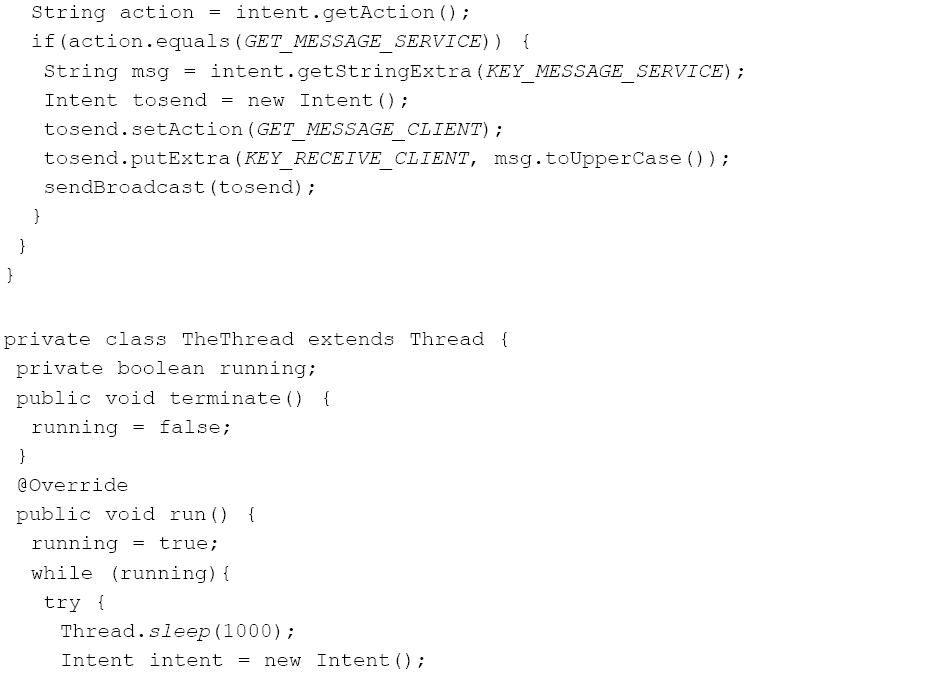 String action = intent.getAction();
if(action.equals(GET_MESSAGE_SERVICE)) {
String msg = intent.getStringExtra(KEY_MESSAGE_SERVICE);
Intent tosend = new Intent();
tosend.setAction(GET_MESSAGE_CLIENT);
tosend.putExtra(KEY_RECEIVE_CLIENT, msg.toUpperCase());
sendBroadcast(tosend);
}
}
}
private class TheThread extends Thread {
private boolean running;
public void terminate() {
running = false;
}
@Override
public void run() {
running = true;
while (running){
try {
Thread.sleep(1000);
Intent intent = new Intent();